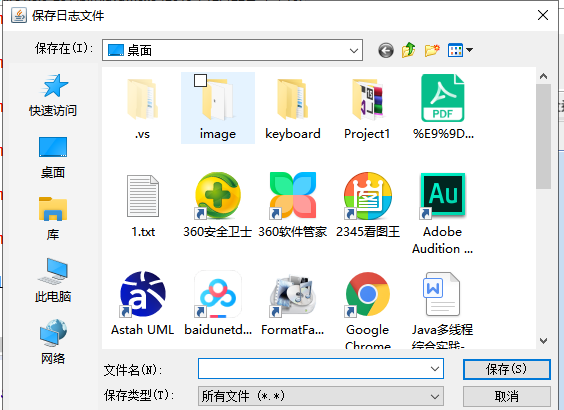 保存日志文件
保存在(I):
桌面
快速访问
桌面
库
此电脑
网络
.vs
image
keyboard
Project1
PDF
%E9%9D...
1.txt
360安全卫士
360软件管家
2345看图王
Au
Adobe
Audition ...
Astah UML
baidunetd...
FormatFa...
Google
Chrome
W
Java多线程
综合实践-
文件名(N):
保存(S)
保存类型(T):
所有文件 (*.*)
取消